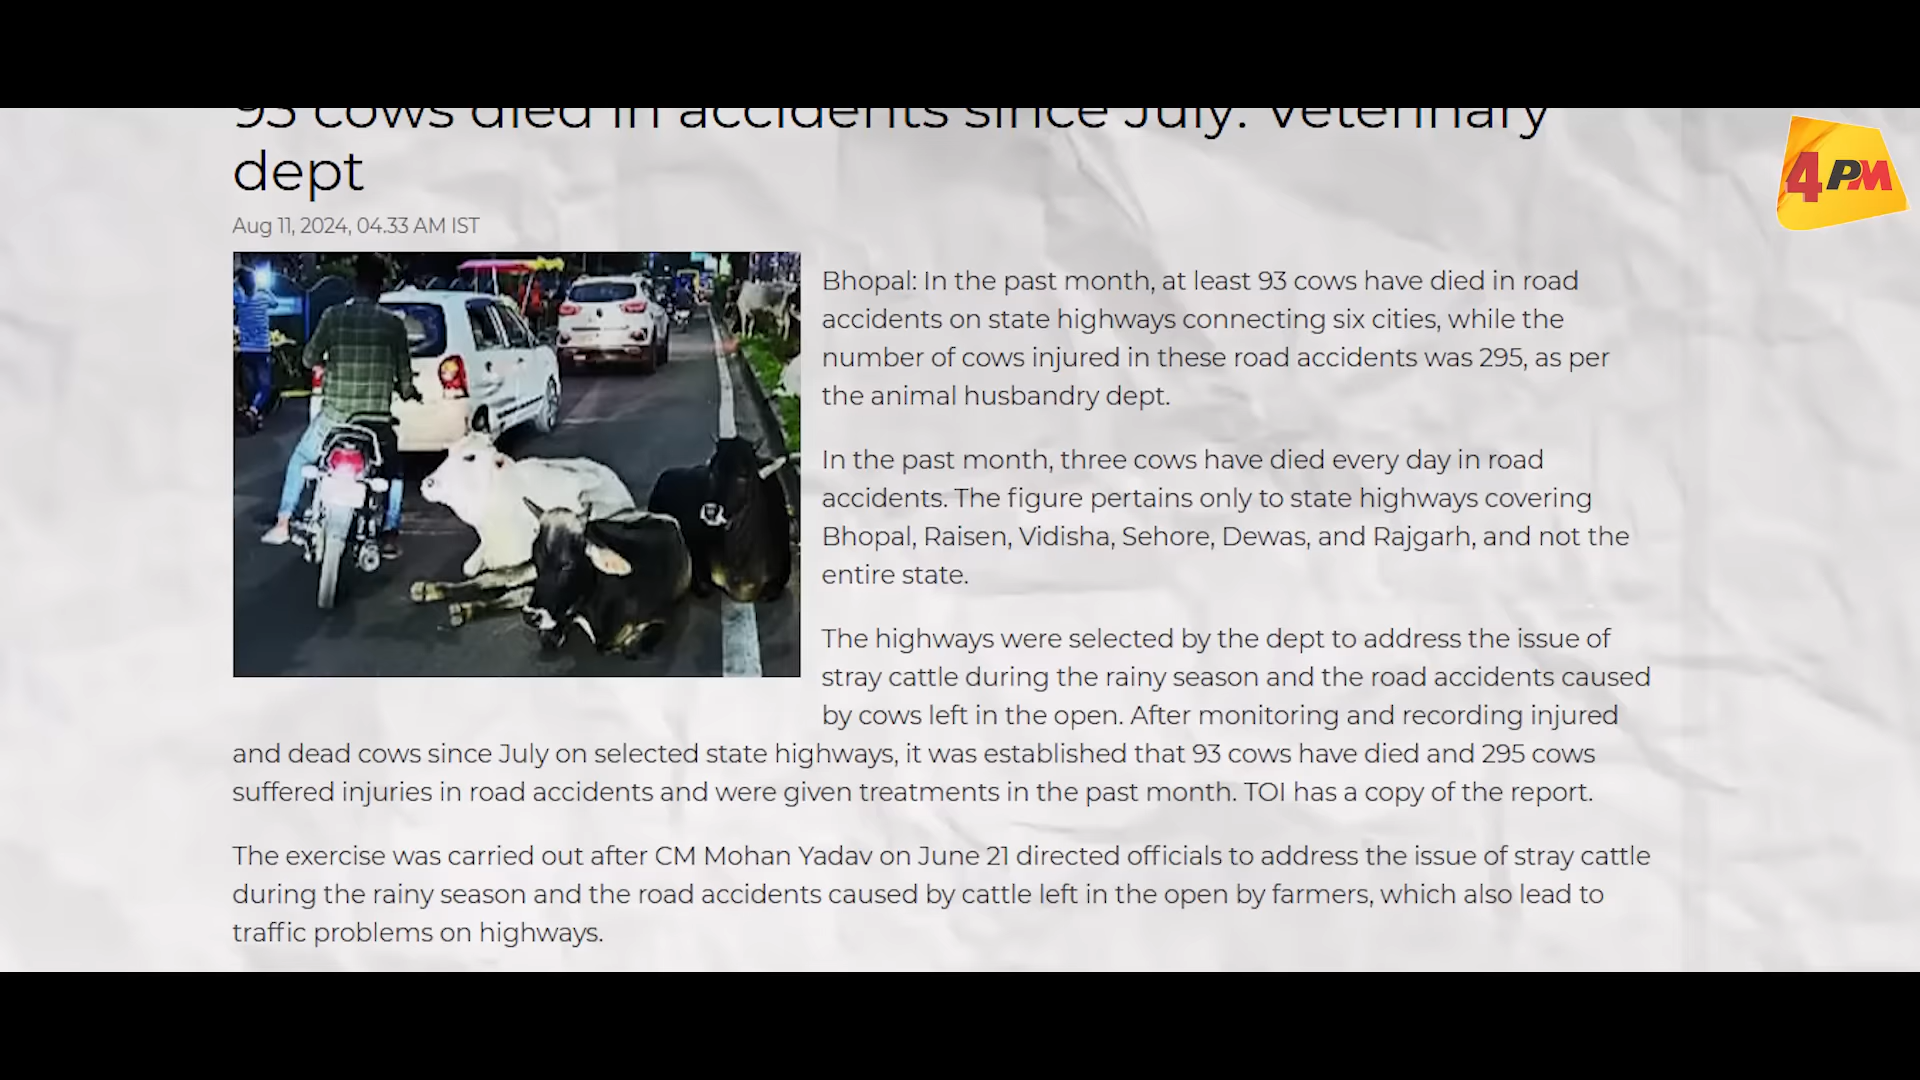 93 cows died in accidents since July: Veterinary
dept
Aug 11, 2024, 04.33 AM IST
4PM
Bhopal: In the past month, at least 93 cows have died in road
accidents on state highways connecting six cities, while the
number of cows injured in these road accidents was 295, as per
the animal husbandry dept.
In the past month, three cows have died every day in road
accidents. The figure pertains only to state highways covering
Bhopal, Raisen, Vidisha, Sehore, Dewas, and Rajgarh, and not the
entire state.
The highways were selected by the dept to address the issue of
stray cattle during the rainy season and the road accidents caused
by cows left in the open. After monitoring and recording injured
and dead cows since July on selected state highways, it was established that 93 cows have died and 295 cows
suffered injuries in road accidents and were given treatments in the past month. TOI has a copy of the report.
The exercise was carried out after CM Mohan Yadav on June 21 directed officials to address the issue of stray cattle
during the rainy season and the road accidents caused by cattle left in the open by farmers, which also lead to
traffic problems on highways.